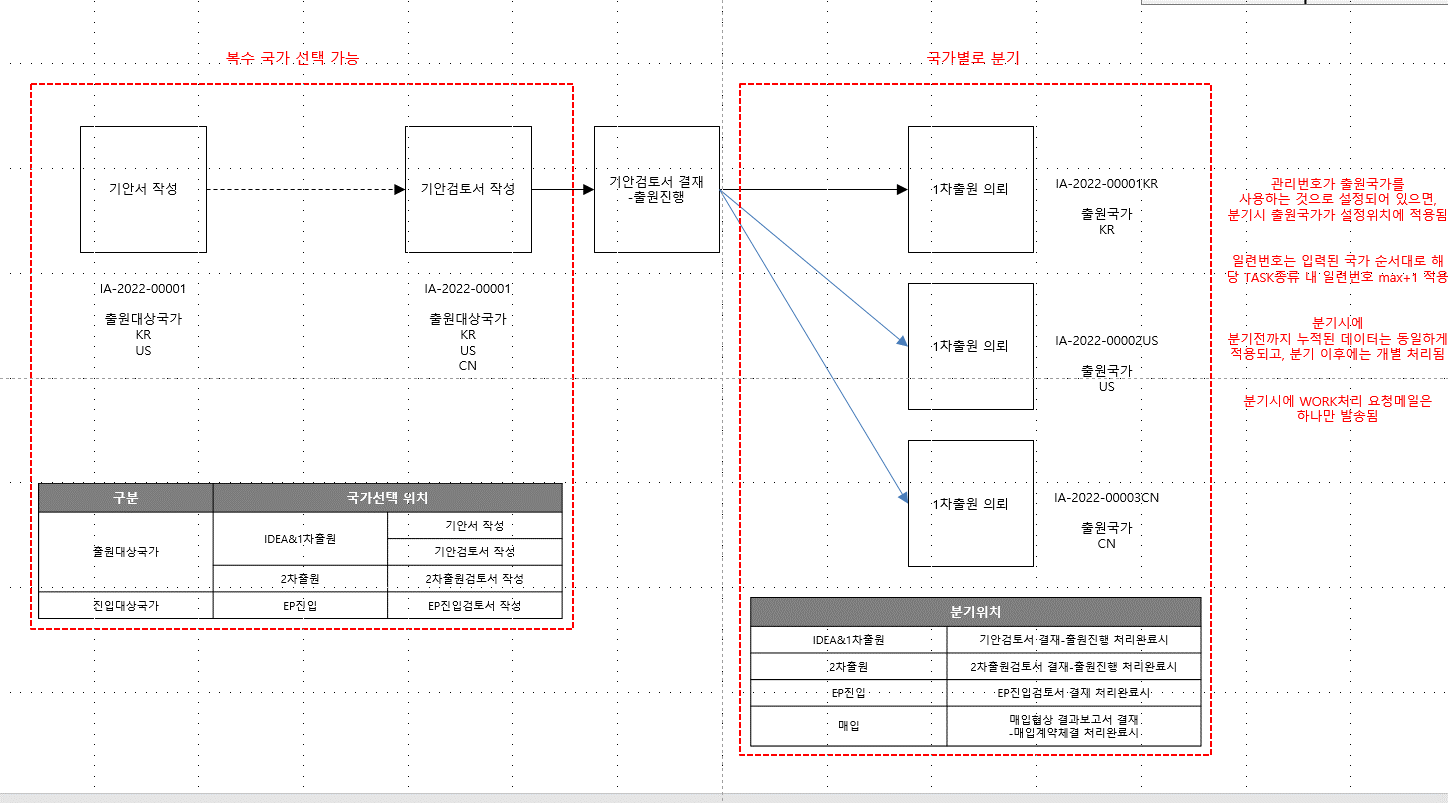 복수 국가 선택 가능
국가별로 분기
기안서 작성
기안검토서 작성
기안검토서 결재
-출원진행
1차출원 의뢰
IA-2022-00001KR
출원국가
KR
관리번호가 출원국가를
사용하는 것으로 설정되어 있으면,
분기시 출원국가가 설정위치에 적용됨
일련번호는 입력된 국가 순서대로 해
당 TASK종류 내 일련번호 max+1 적용
IA-2022-00001
출원대상국가
KR
US
IA-2022-00001
출원대상국가
KR
US
CN
1차출원 의뢰
IA-2022-00002US
출원국가
US
분기시에
분기전까지 누적된 데이터는 동일하게
적용되고, 분기 이후에는 개별 처리됨
분기시에 WORK처리 요청메일은
하나만 발송됨
1차출원 의뢰
IA-2022-00003CN
출원국가
CN
구분 국가선택 위치
출원대상국가 IDEA&1차출원 기안서 작성
기안검토서 작성
2차출원 2차출원검토서 작성
진입대상국가 EP진입 EP진입검토서 작성
분기위치
IDEA&1차출원 기안검토서 결재-출원진행 처리완료시
2차출원 2차출원검토서 결재-출원진행 처리완료시
EP진입 EP진입검토서 결재 처리완료시
매입 매입협상 결과보고서 결재
-매입계약체결 처리완료시